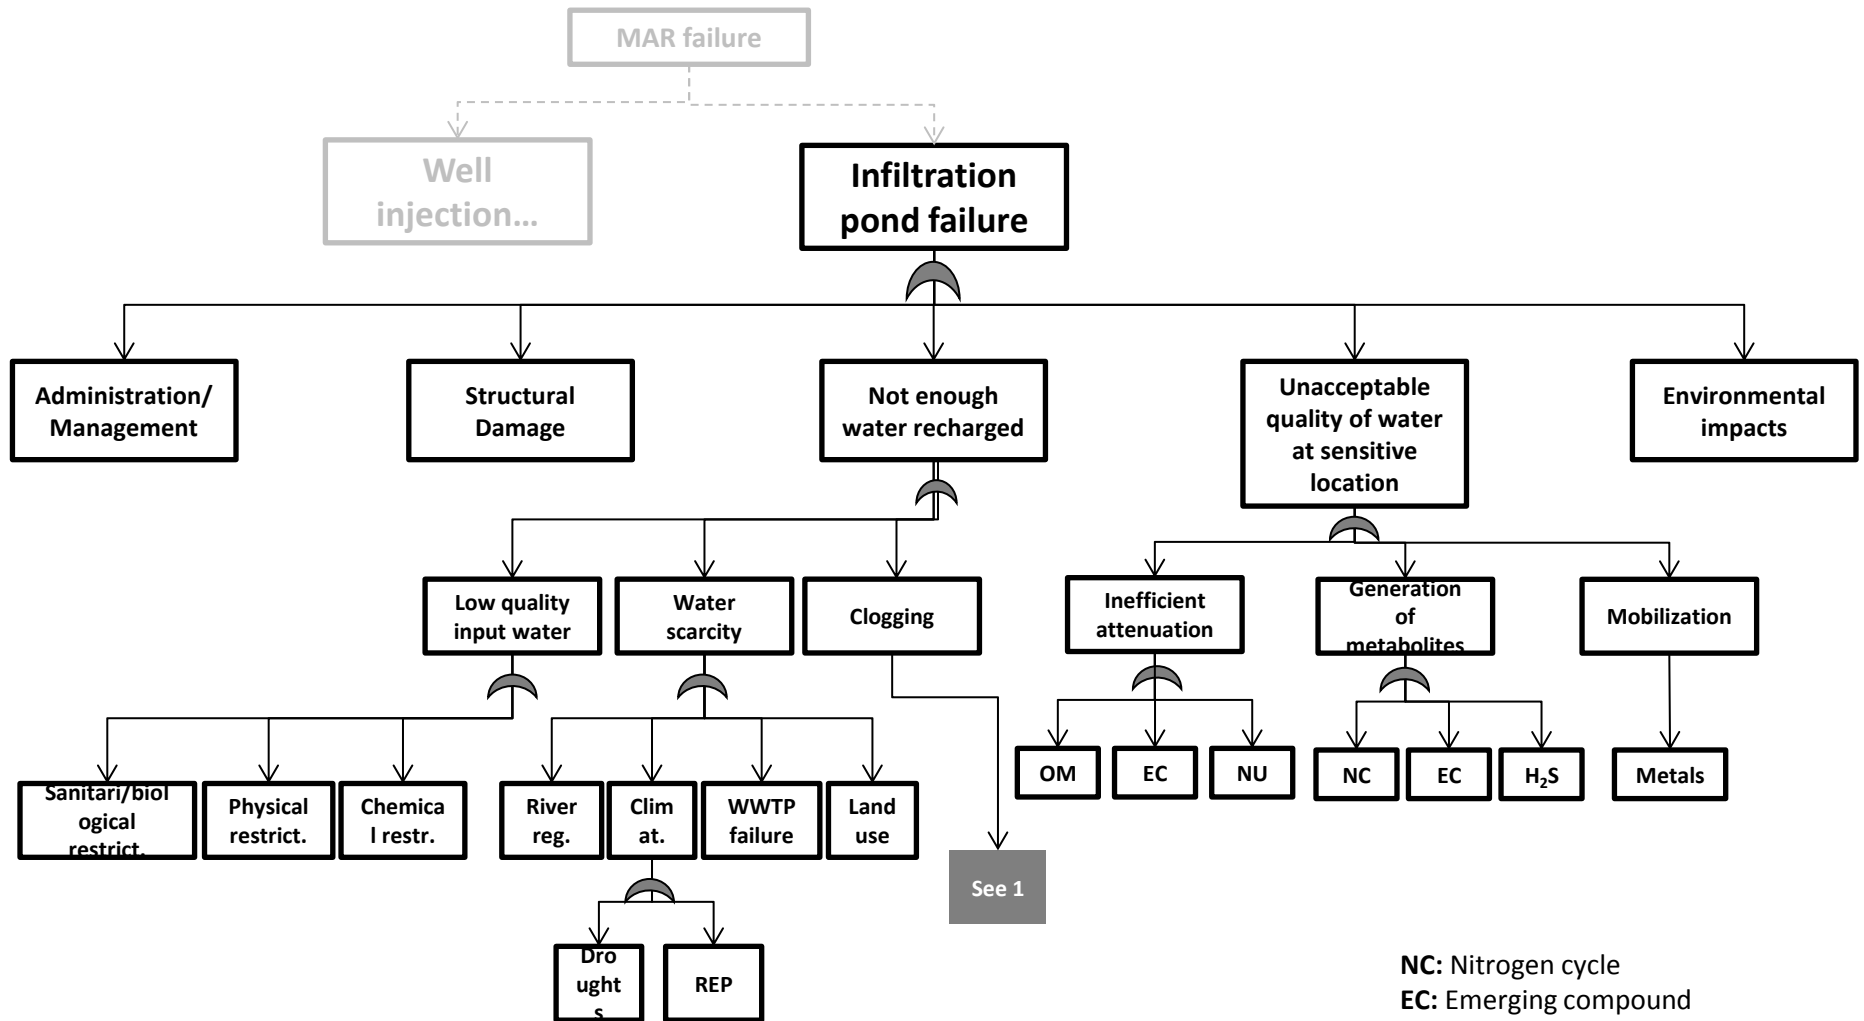 MAR failure
Well
injection...
Infiltration
pond failure
Administration/
Management
Structural
Damage
Not enough
water recharged
Unacceptable
quality of water
at sensitive
location
Environmental
impacts
Low quality
input water
Water
scarcity
Clogging
Inefficient
attenuation
Generation
of
metabolites
Mobilization
OM
EC
NU
NC
EC
H₂S
Metals
Sanitari/biol
ogical
restrict.
Physical
restrict.
Chemica
l restr.
River
reg.
Clim
at.
WWTP
failure
Land
use
See 1
Dro
ught
s
REP
NC: Nitrogen cycle
EC: Emerging compound